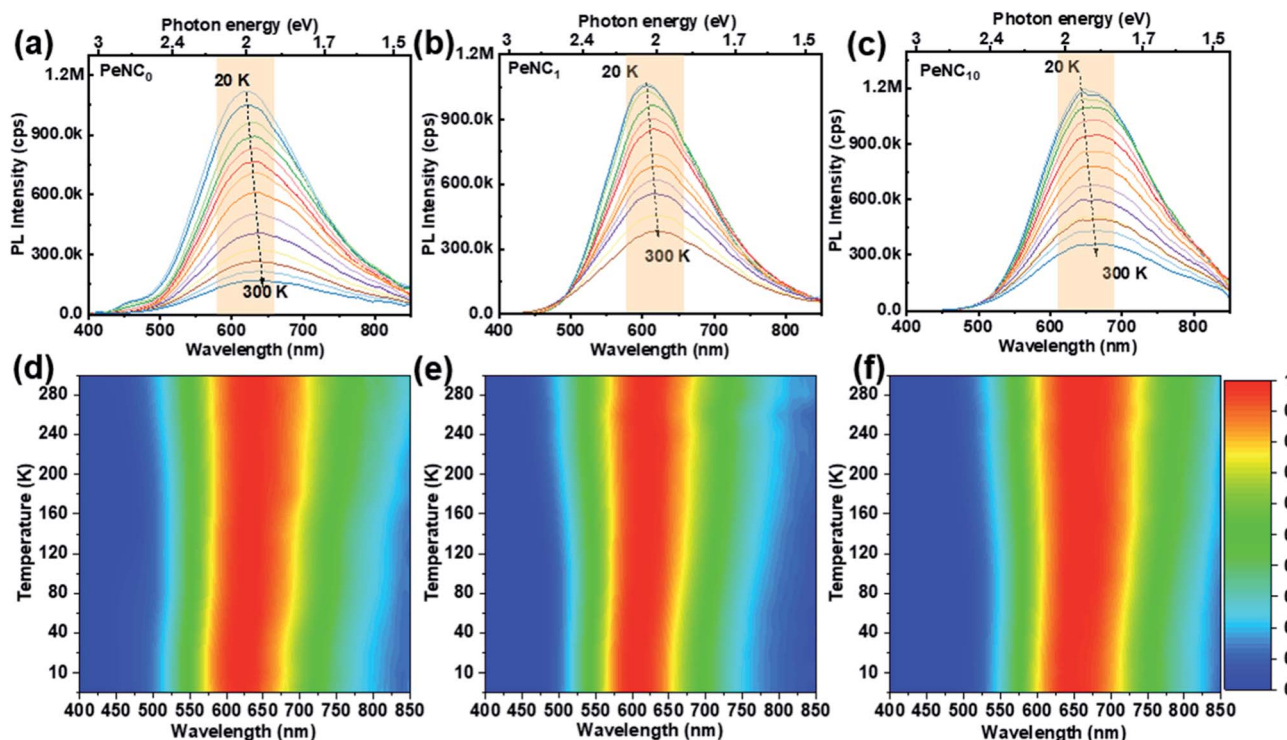 Photon energy (eV) Photon energy (eV) Photon energy (eV)
(a) 3 2.4 2 1.7 1.5 (b) 3 2.4 2 1.7 1.5 (c) 3 2.4 2 1.7 1.5
PeNC0 20 K PeNC1 20 K PeNC10 20 K
1.2M 1.2M 1.2M
900.0k 900.0k 900.0k
600.0k 600.0k 600.0k
300.0k 300.0k 300.0k
0.0 0.0 0.0
PL Intensity (cps) PL Intensity (cps) PL Intensity (cps)
300 K 300 K 300 K
400 500 600 700 800 400 500 600 700 800 400 500 600 700 800
Wavelength (nm) Wavelength (nm) Wavelength (nm)
(d) (e) (f)
280 280 280
240 240 240
200 200 200
160 160 160
120 120 120
80 80 80
40 40 40
10 10 10
Temperature (K) Temperature (K) Temperature (K)
400 450 500 550 600 650 700 750 800 850 400 450 500 550 600 650 700 750 800 850 400 450 500 550 600 650 700 750 800 850
Wavelength (nm) Wavelength (nm) Wavelength (nm)